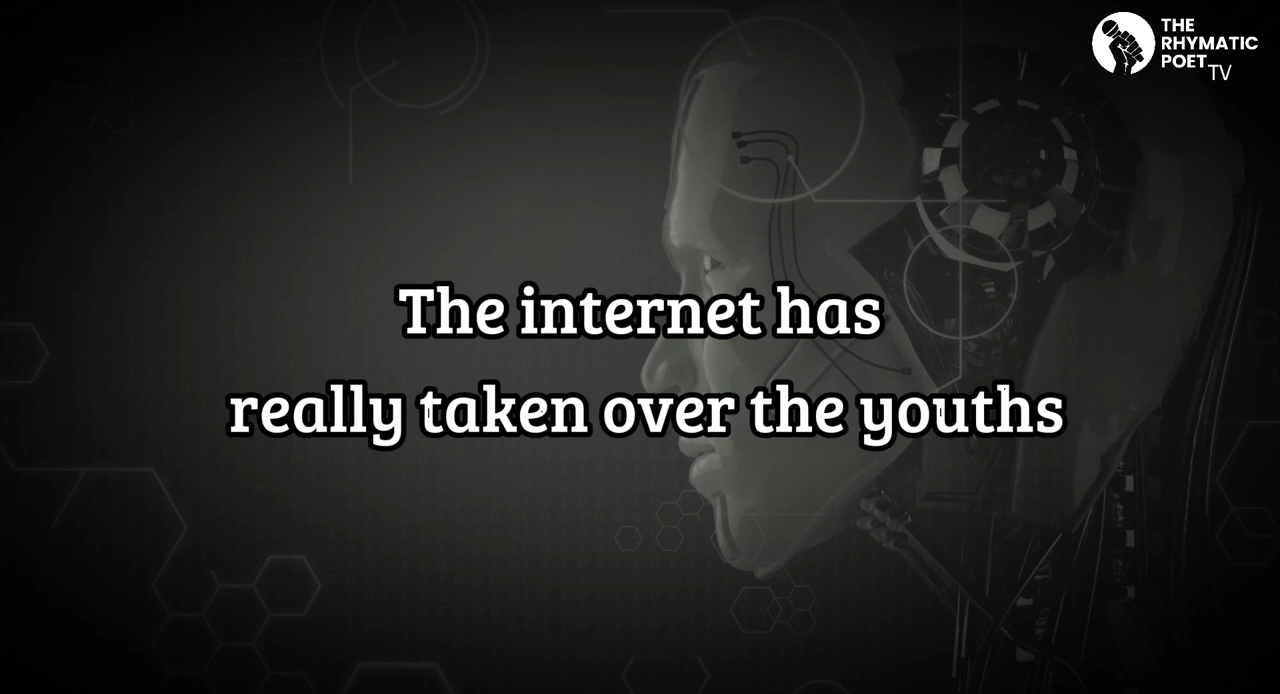 THE
RHYMATIC
POET
TV
The internet has
really taken over the youths